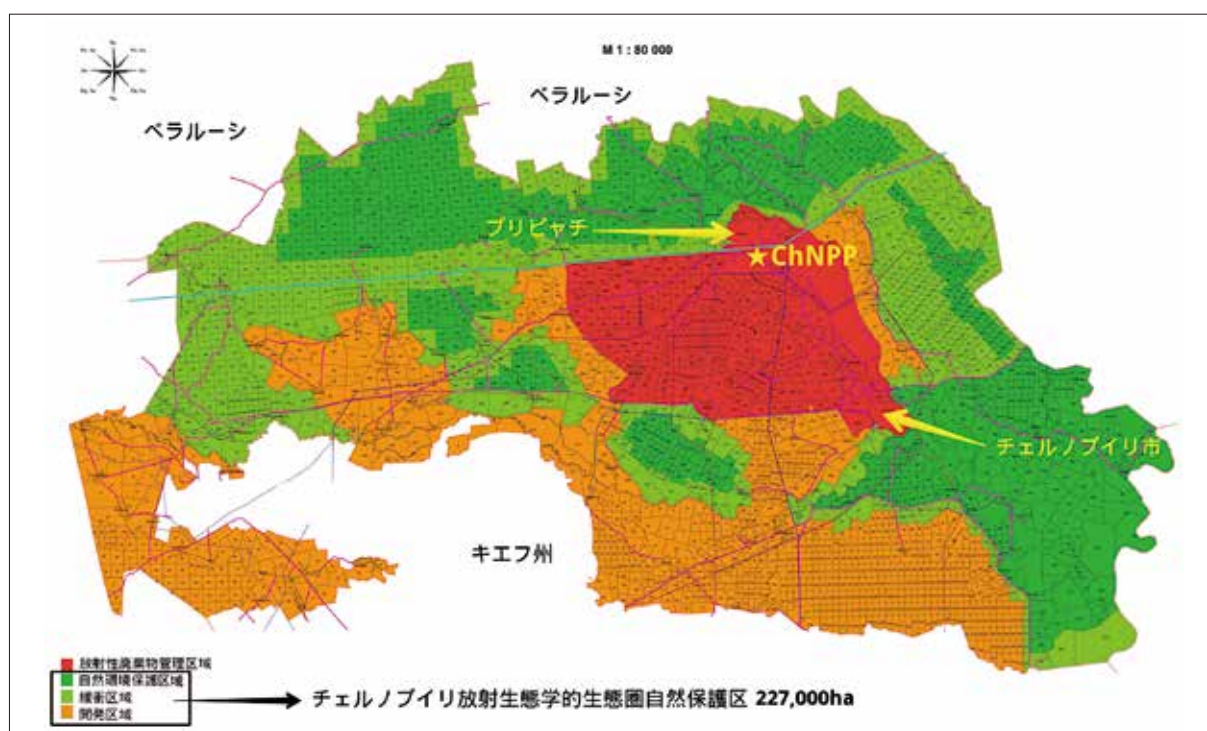 M 1 : 80 000
ベラルーシ
ベラルーシ
プリピャチ
★ChNPP
チェルノブイリ市
キエフ州
放射性廃棄物管理区域
自然環境保護区域
緩衝区域
開発区域
チェルノブイリ放射生態学的生態圏自然保護区 227,000ha